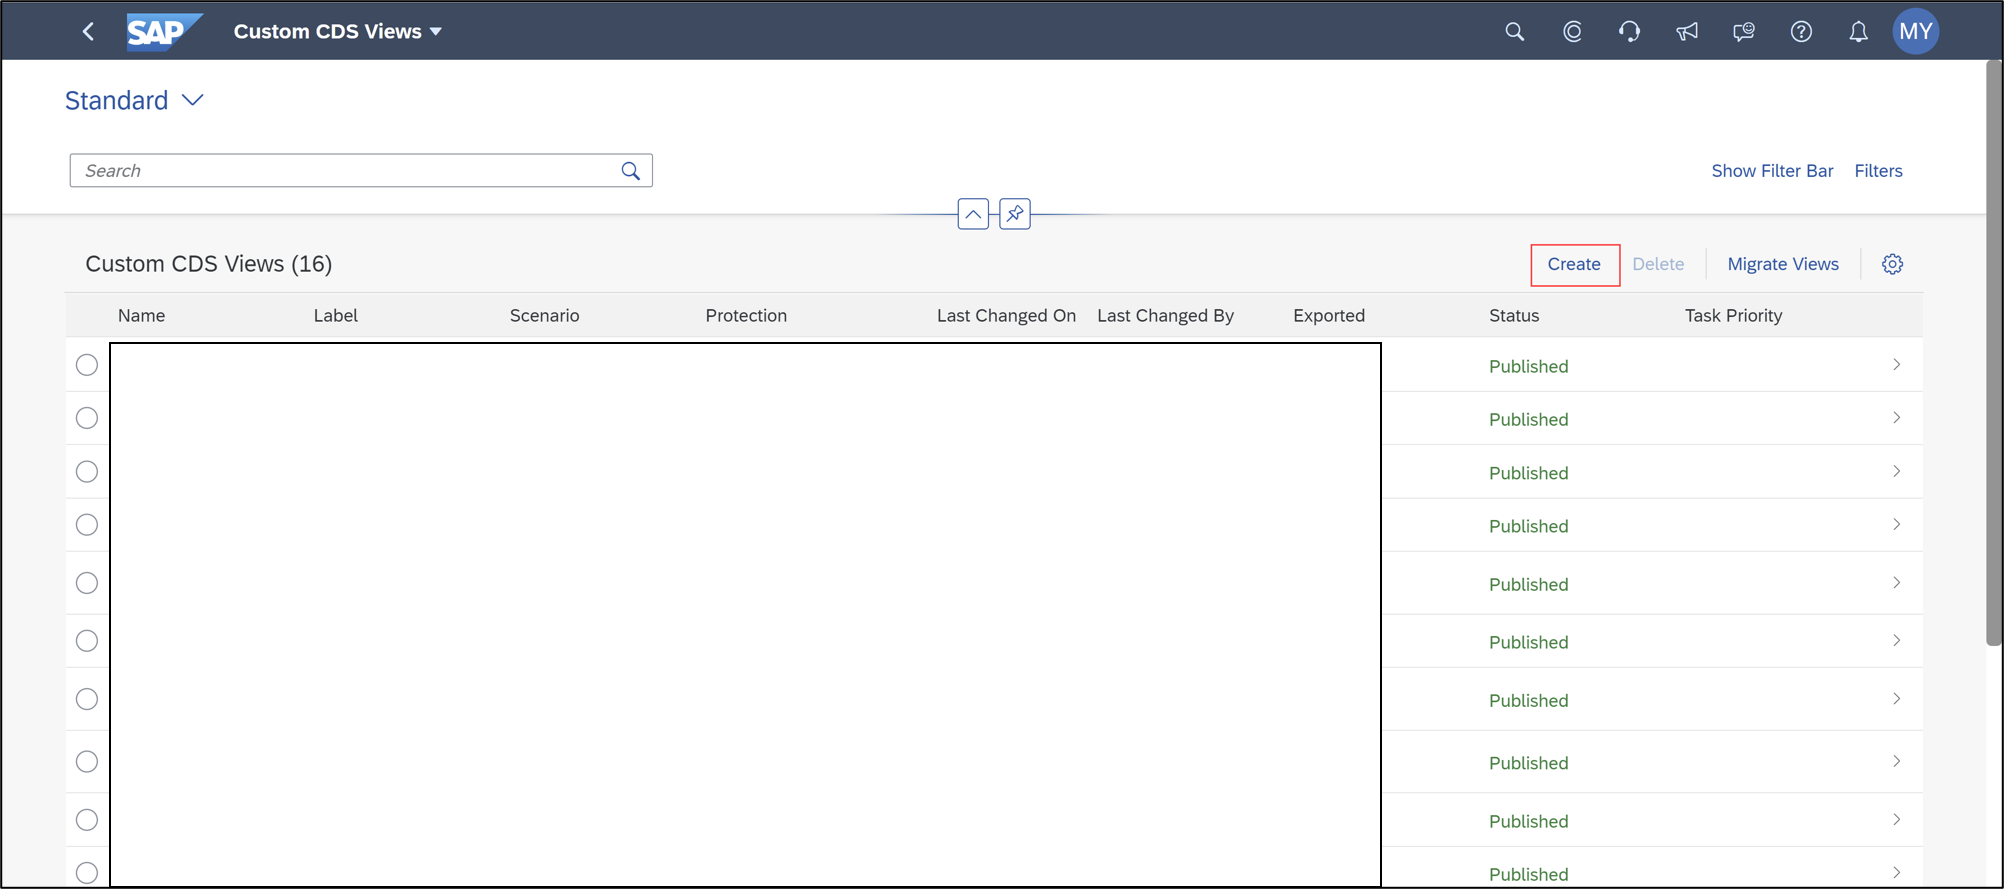 SAP Custom CDS Views MY
Standard
Search Show Filter Bar Filters
Custom CDS Views (16) Create Delete Migrate Views
Name Label Scenario Protection Last Changed On Last Changed By Exported Status Task Priority
Published
Published
Published
Published
Published
Published
Published
Published
Published
Published